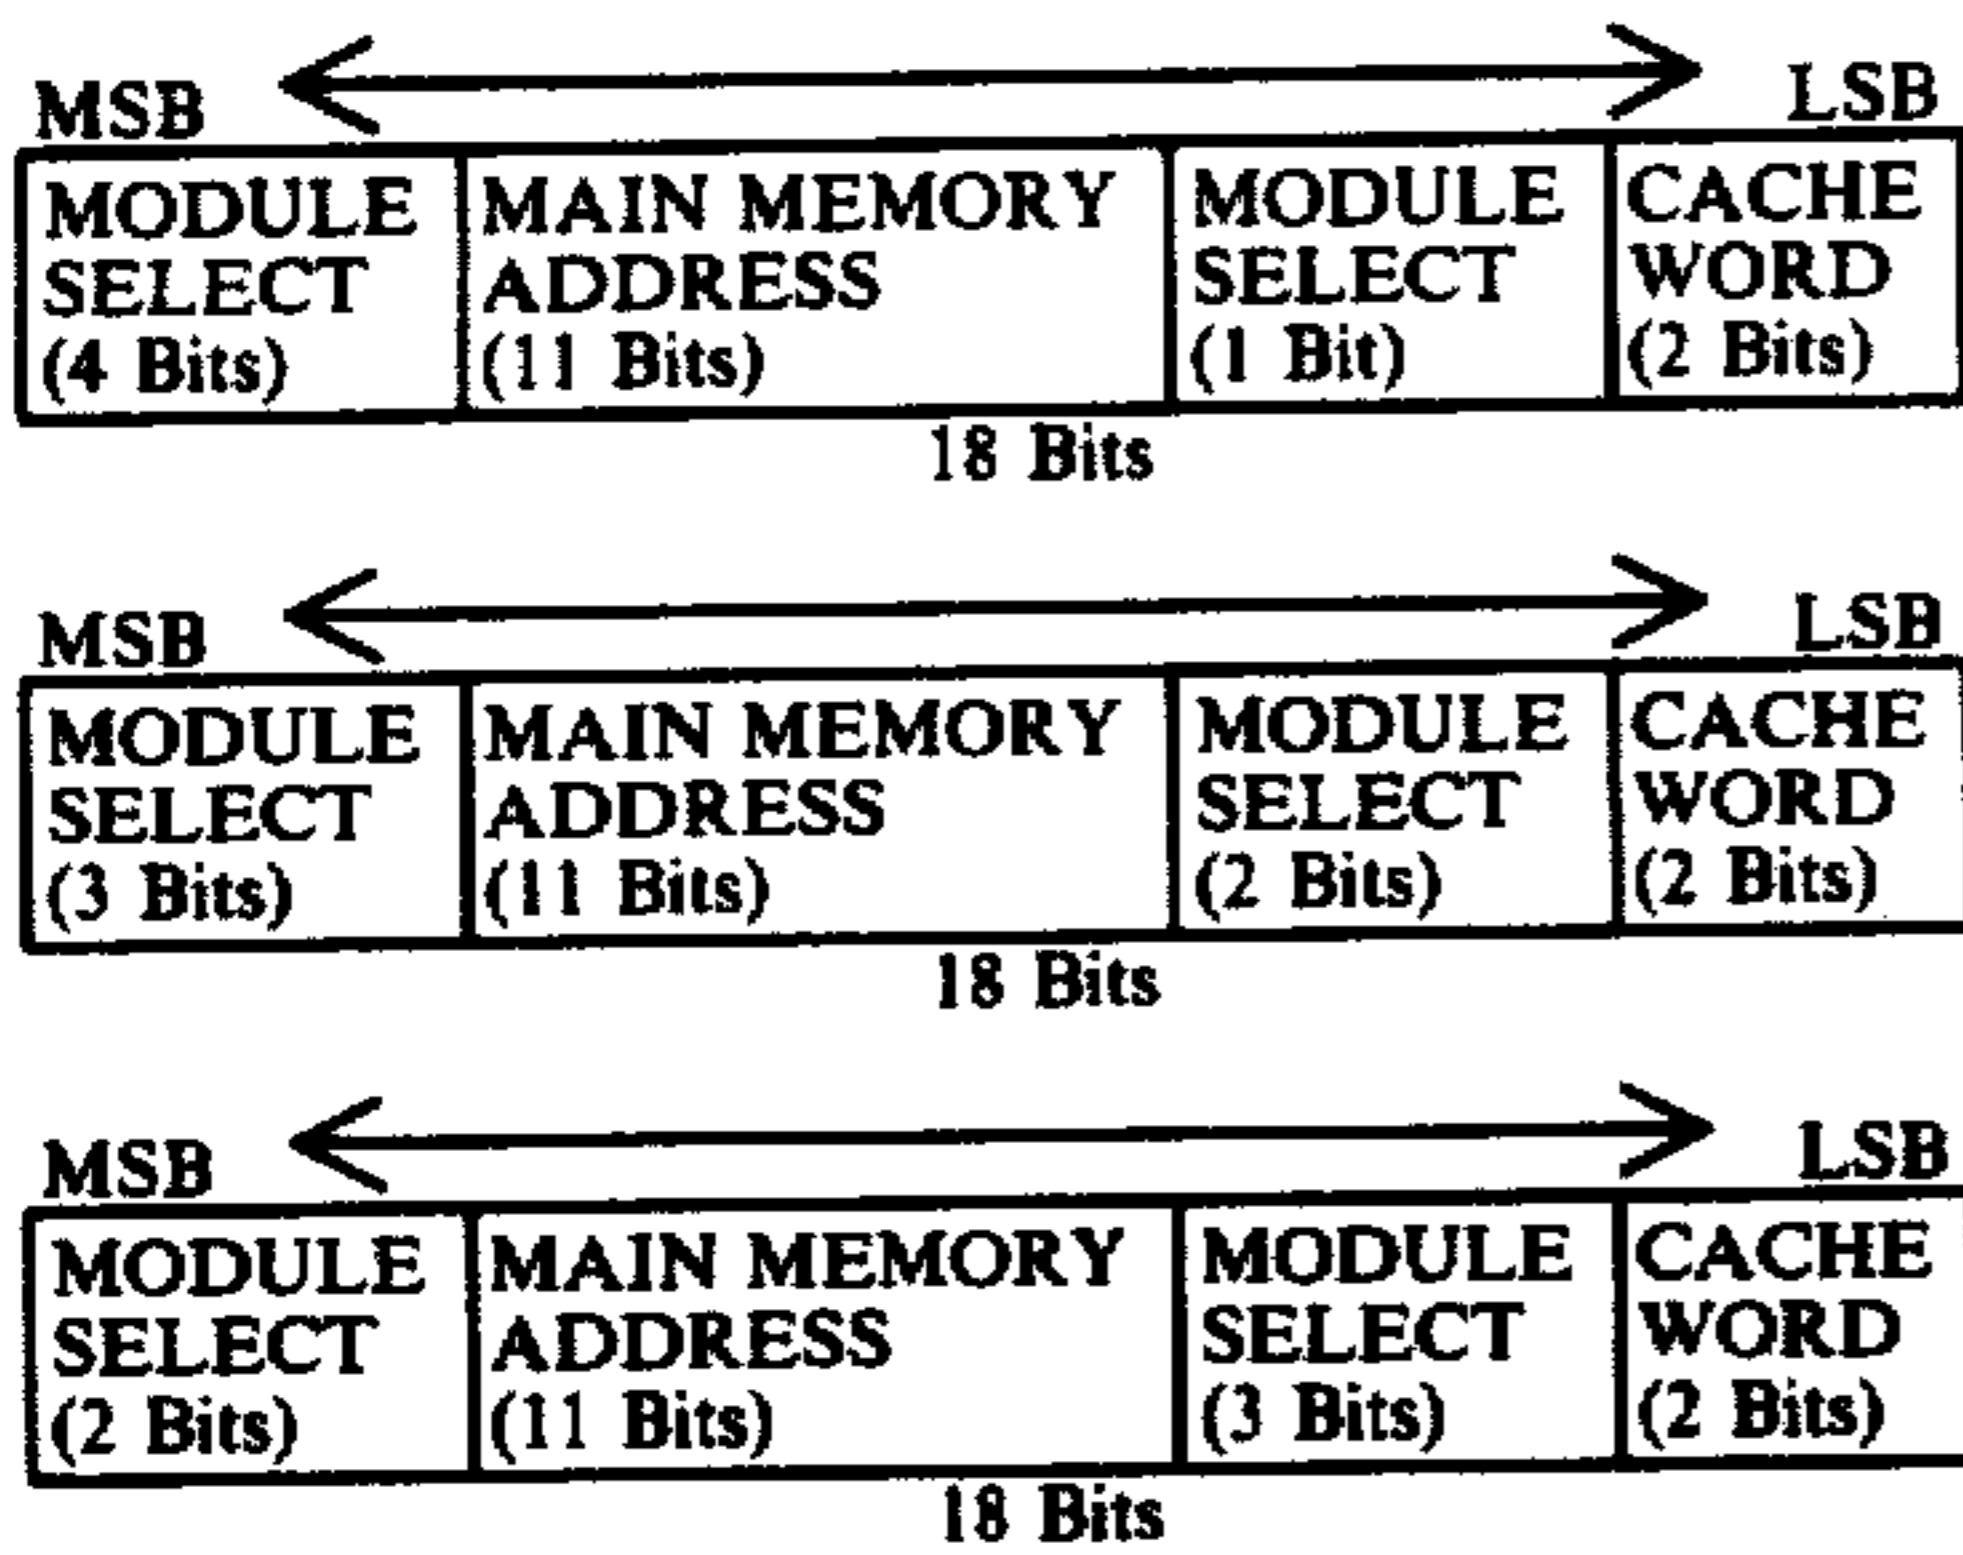 MSB LSB
MODULE SELECT (4 Bits) MAIN MEMORY ADDRESS (11 Bits) MODULE SELECT (1 Bit) CACHE WORD (2 Bits)
18 Bits
MSB LSB
MODULE SELECT (3 Bits) MAIN MEMORY ADDRESS (11 Bits) MODULE SELECT (2 Bits) CACHE WORD (2 Bits)
18 Bits
MSB LSB
MODULE SELECT (2 Bits) MAIN MEMORY ADDRESS (11 Bits) MODULE SELECT (3 Bits) CACHE WORD (2 Bits)
18 Bits